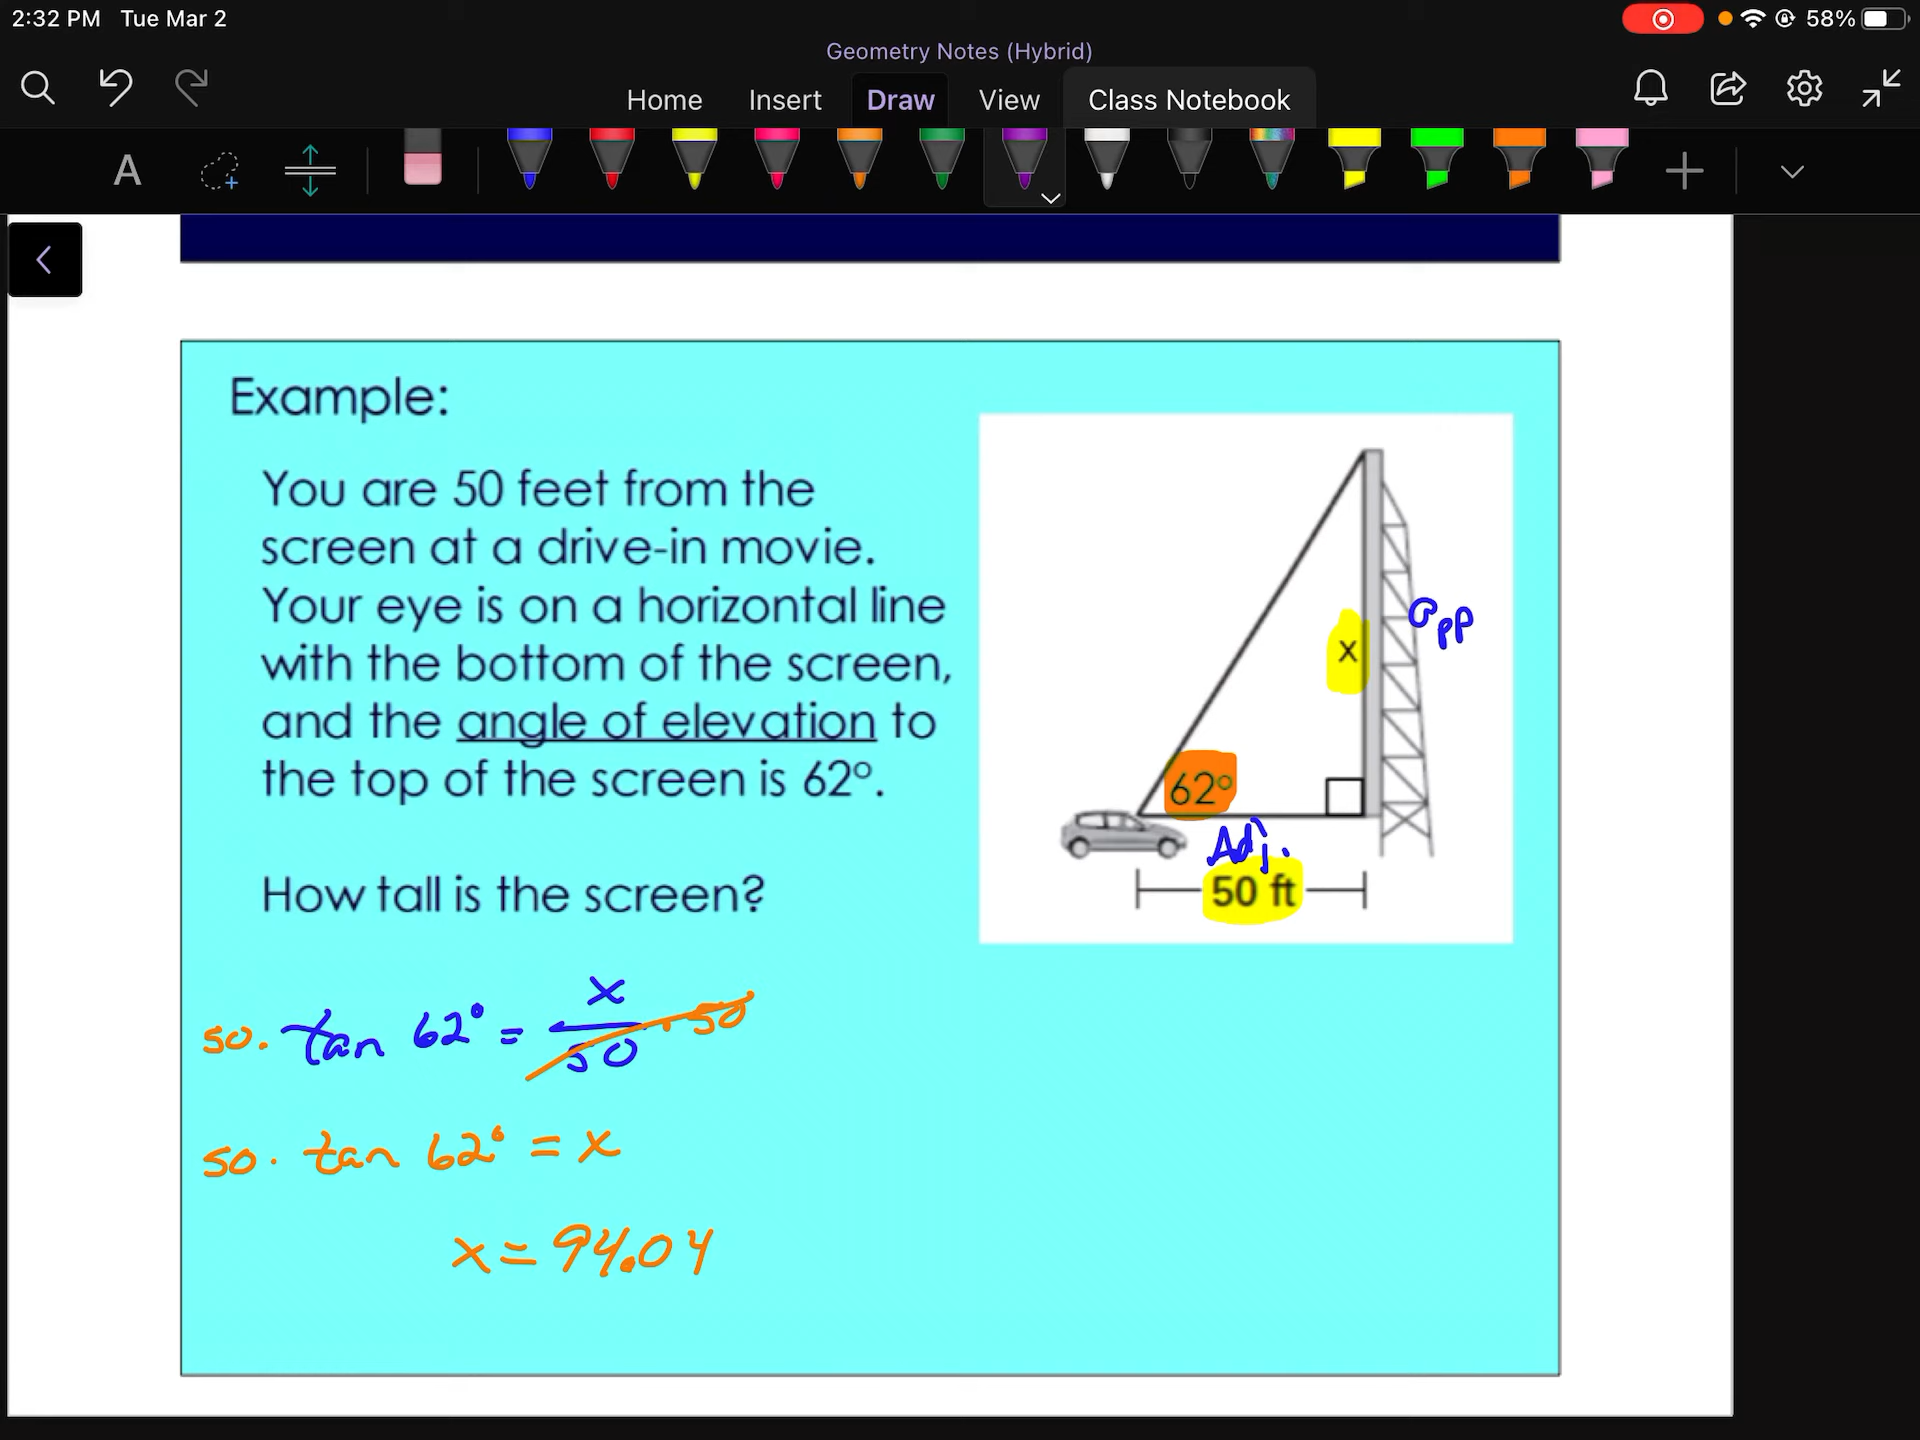 2:32 PM Tue Mar 2
58%
Geometry Notes (Hybrid)
Home Insert Draw View Class Notebook
A
Example:
You are 50 feet from the
screen at a drive-in movie.
Your eye is on a horizontal line
with the bottom of the screen,
and the angle of elevation to
the top of the screen is 62°.
How tall is the screen?
x
Opp
62°
Adj.
50 ft
50. tan 62° = x/50 · 50
50. tan 62° = x
x = 94.04